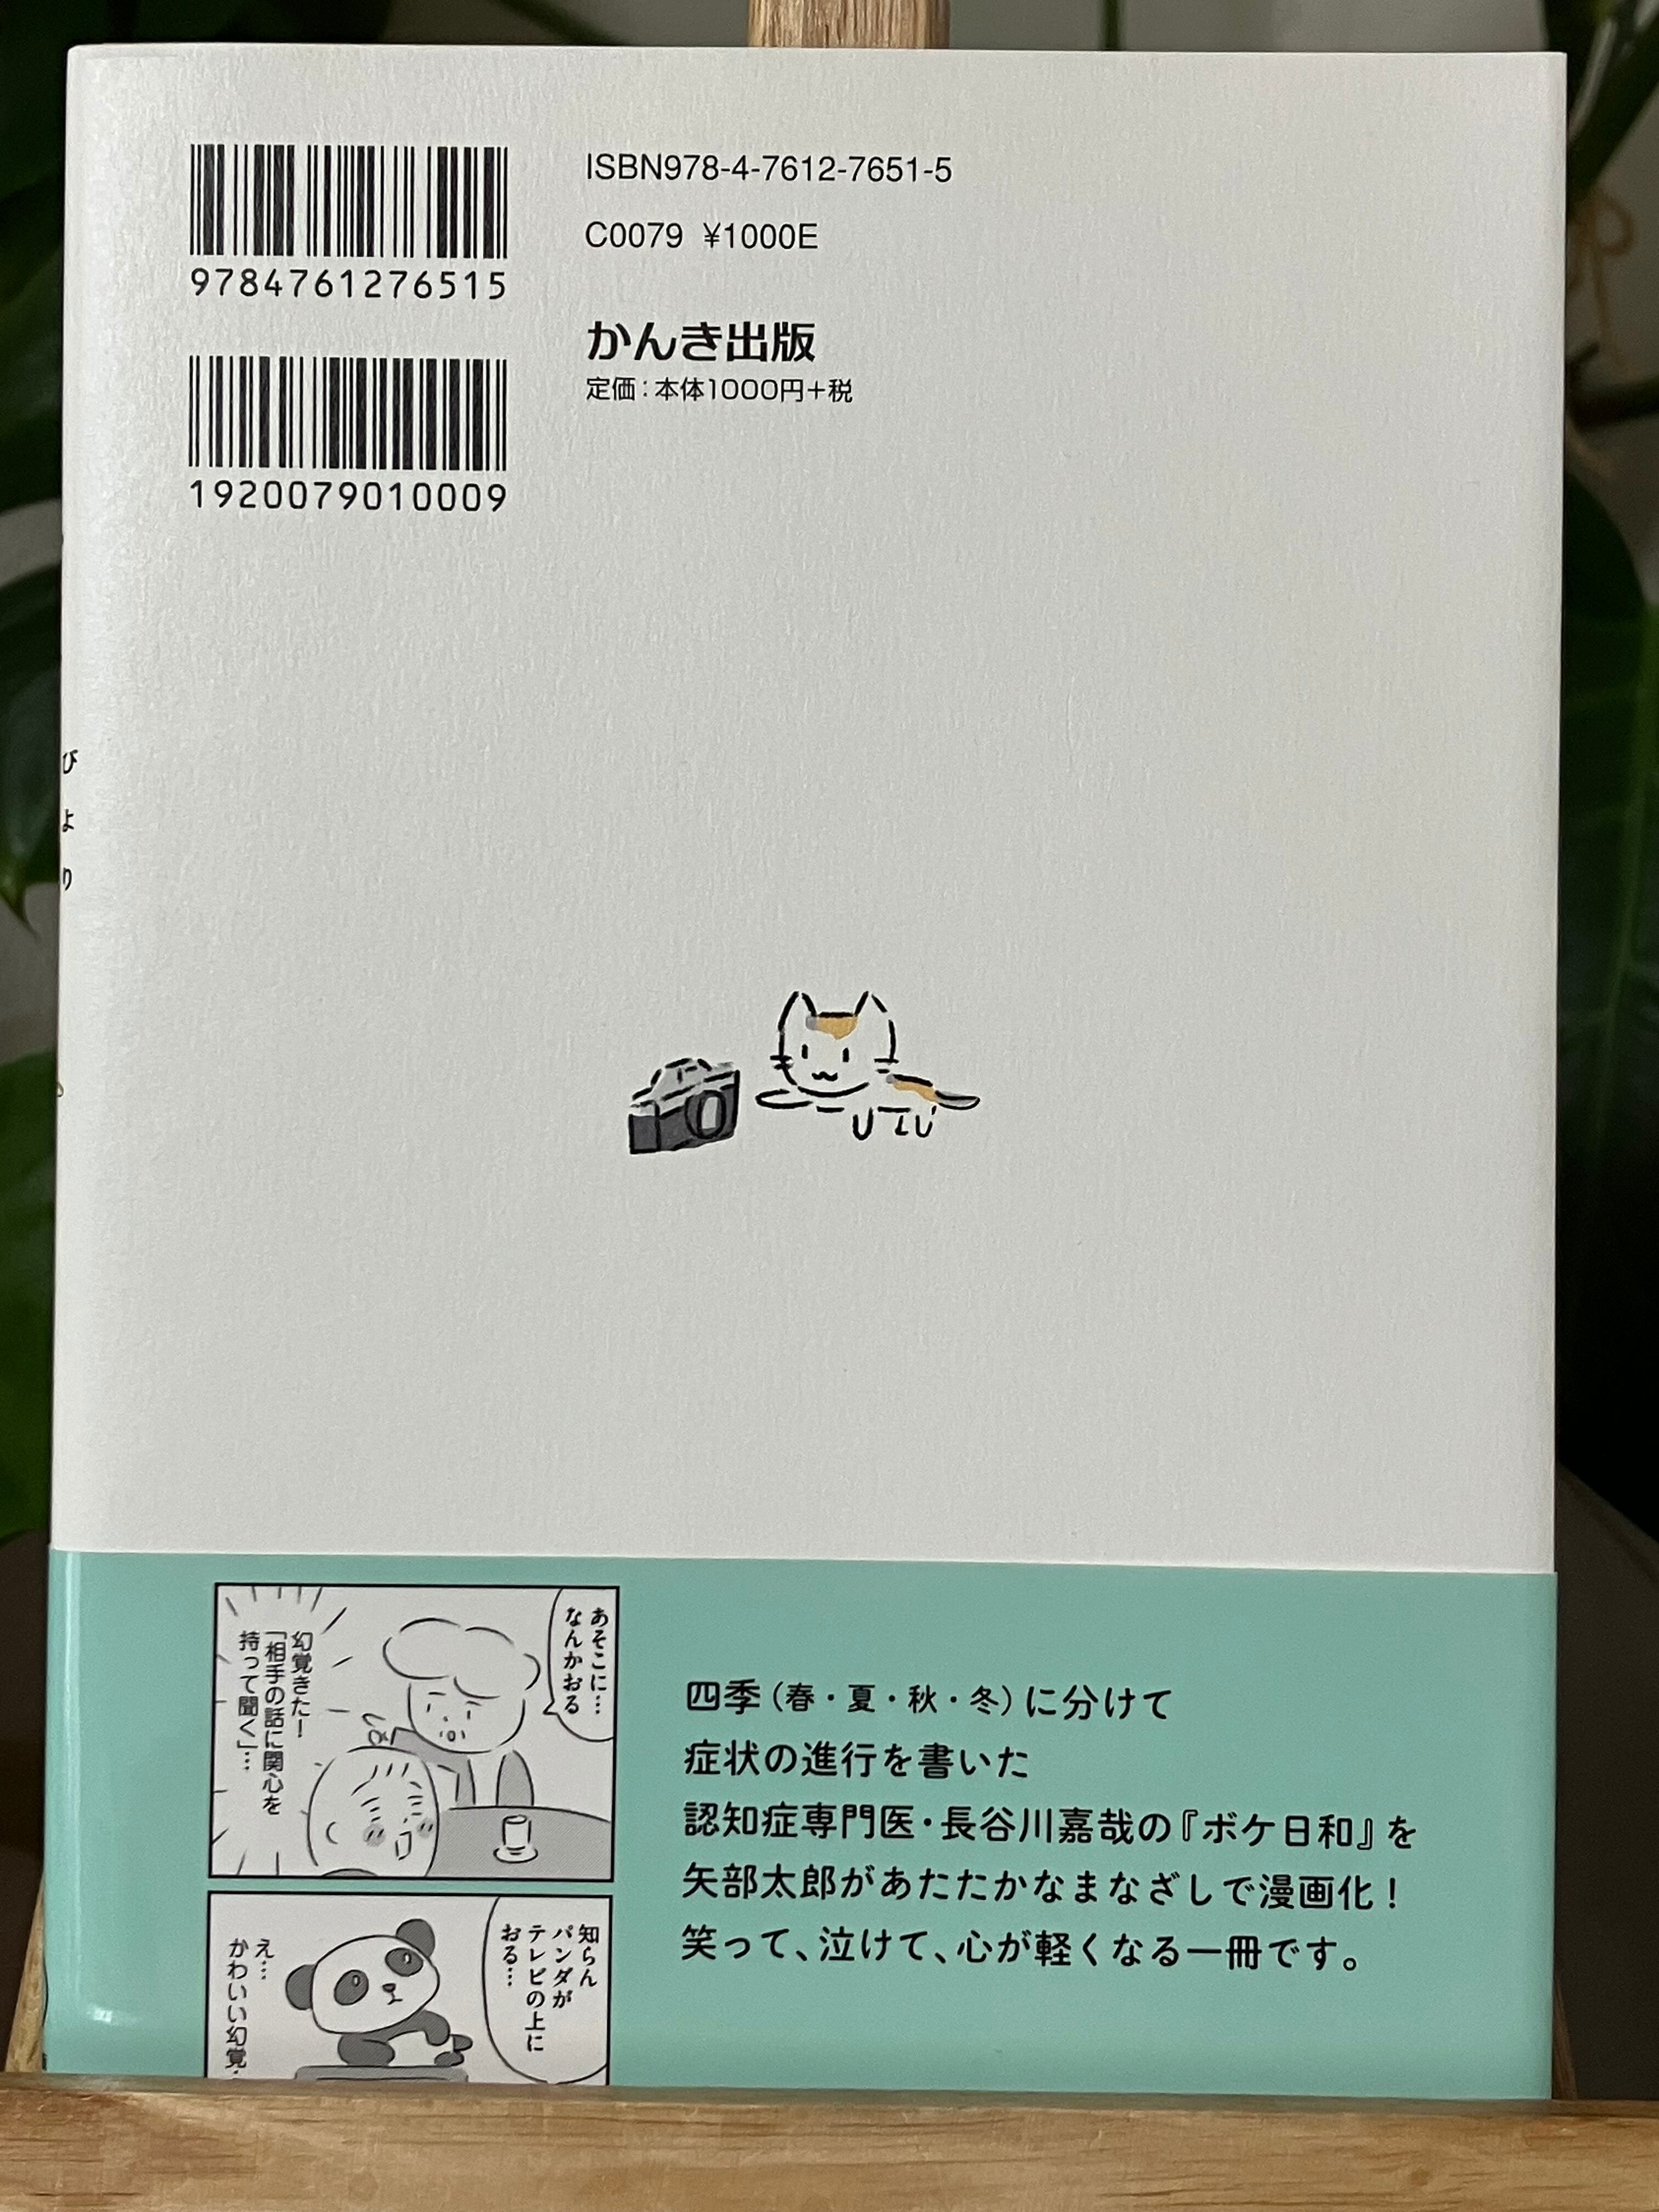 9784761276515
1920079010009
ISBN978-4-7612-7651-5
C0079 ¥1000E
かんき出版
定価：本体1000円＋税
びより
あそこに…
なんかおる
幻覚きた！
「相手の話に関心を
持って聞く」…
知らん
パンダが
テレビの上に
おる…
え…
かわいい幻覚
四季（春・夏・秋・冬）に分けて
症状の進行を書いた
認知症専門医・長谷川嘉哉の『ボケ日和』を
矢部太郎があたたかなまなざしで漫画化！
笑って、泣けて、心が軽くなる一冊です。